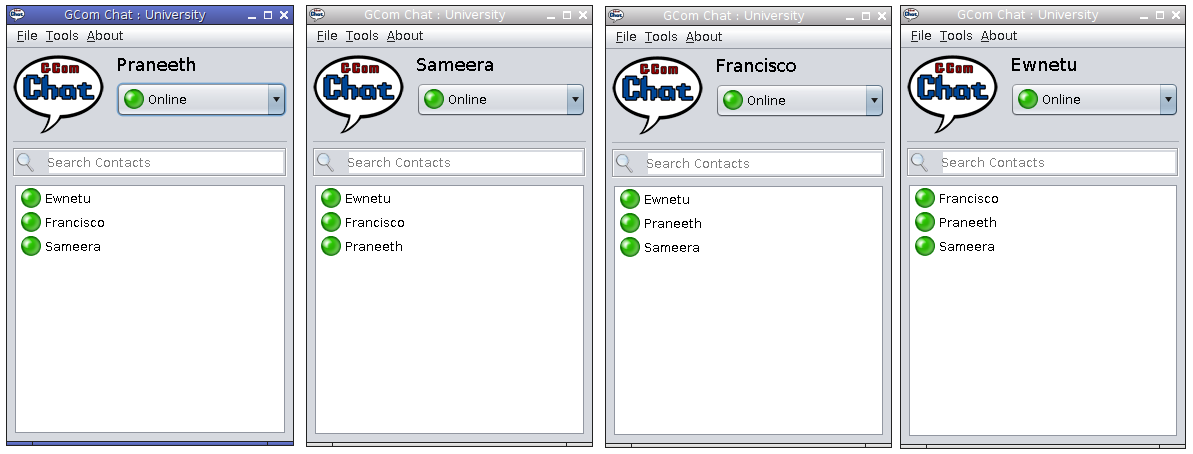 GCom Chat : University
File Tools About
GCom
Chat
Praneeth
Online
Search Contacts
Ewnetu
Francisco
Sameera
GCom Chat : University
File Tools About
GCom
Chat
Sameera
Online
Search Contacts
Ewnetu
Francisco
Praneeth
GCom Chat : University
File Tools About
GCom
Chat
Francisco
Online
Search Contacts
Ewnetu
Praneeth
Sameera
GCom Chat : University
File Tools About
GCom
Chat
Ewnetu
Online
Search Contacts
Francisco
Praneeth
Sameera